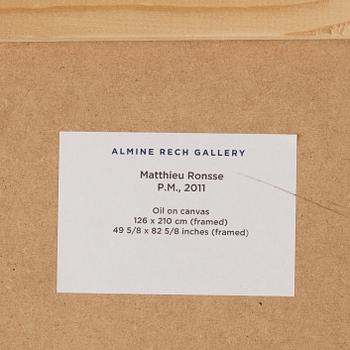 ALMINE RECH GALLERY
Matthieu Ronsse
P.M., 2011
Oil on canvas
126 x 210 cm (framed)
49 5/8 x 82 5/8 inches (framed)